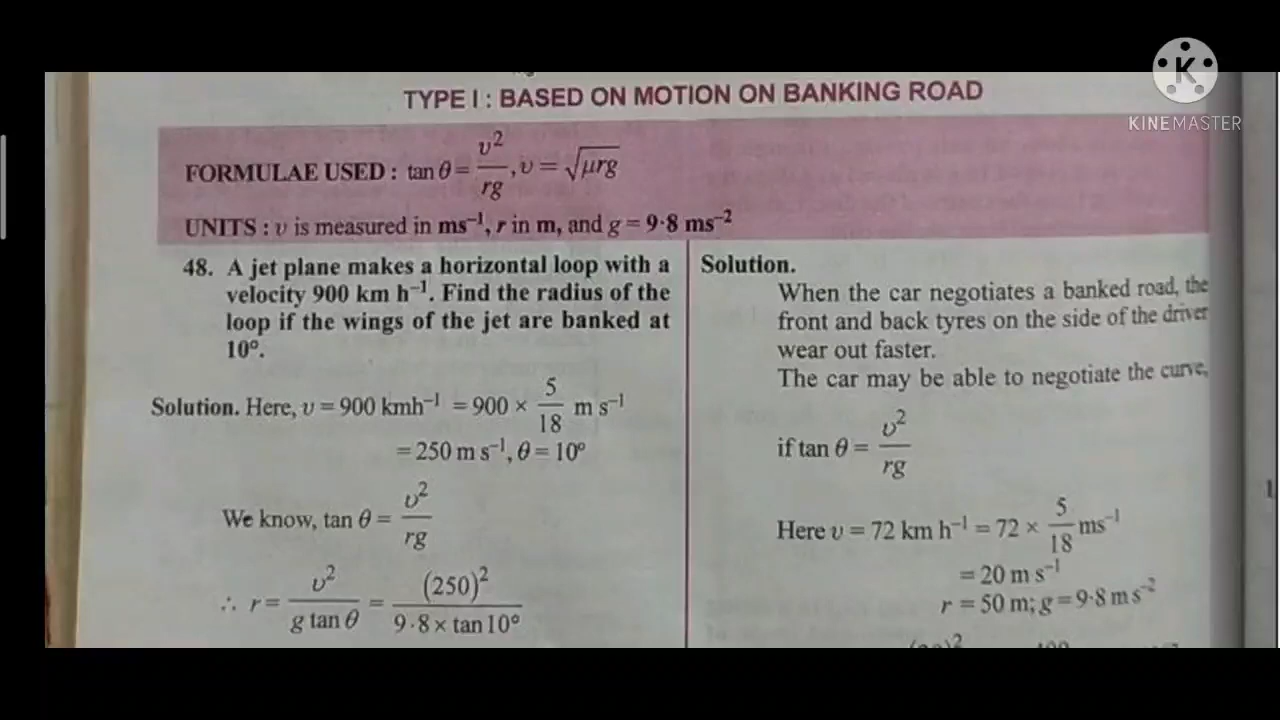 KINEMASTER
TYPE I : BASED ON MOTION ON BANKING ROAD
FORMULAE USED : tan θ = υ²/rg , υ = √μrg
UNITS : υ is measured in ms⁻¹, r in m, and g = 9·8 ms⁻²
48. A jet plane makes a horizontal loop with a
velocity 900 km h⁻¹. Find the radius of the
loop if the wings of the jet are banked at
10°.
Solution. Here, υ = 900 kmh⁻¹ = 900 × 5/18 m s⁻¹
= 250 m s⁻¹, θ = 10°
We know, tan θ = υ²/rg
∴ r = υ²/g tan θ = (250)²/9·8 × tan 10°
Solution.
When the car negotiates a banked road, the
front and back tyres on the side of the driver
wear out faster.
The car may be able to negotiate the curve,
if tan θ = υ²/rg
Here υ = 72 km h⁻¹ = 72 × 5/18 ms⁻¹
= 20 m s⁻¹
r = 50 m; g = 9·8 m s⁻²